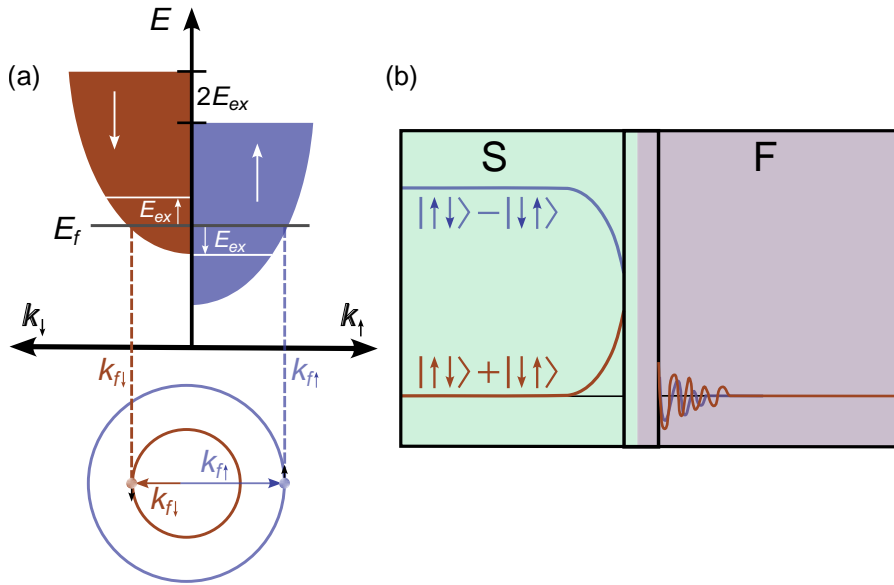 E
(a)
(b)
2E_ex
S
F
|↑↓⟩−|↓↑⟩
E_ex
E_f
E_ex
k↓
k↑
|↑↓⟩+|↓↑⟩
k_f↓
k_f↑
k_f↑
k_f↓